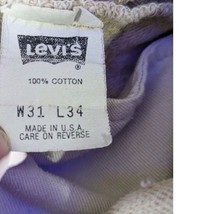 Levi's
®
100% COTTON
W31 L34
MADE IN U.S.A.
CARE ON REVERSE